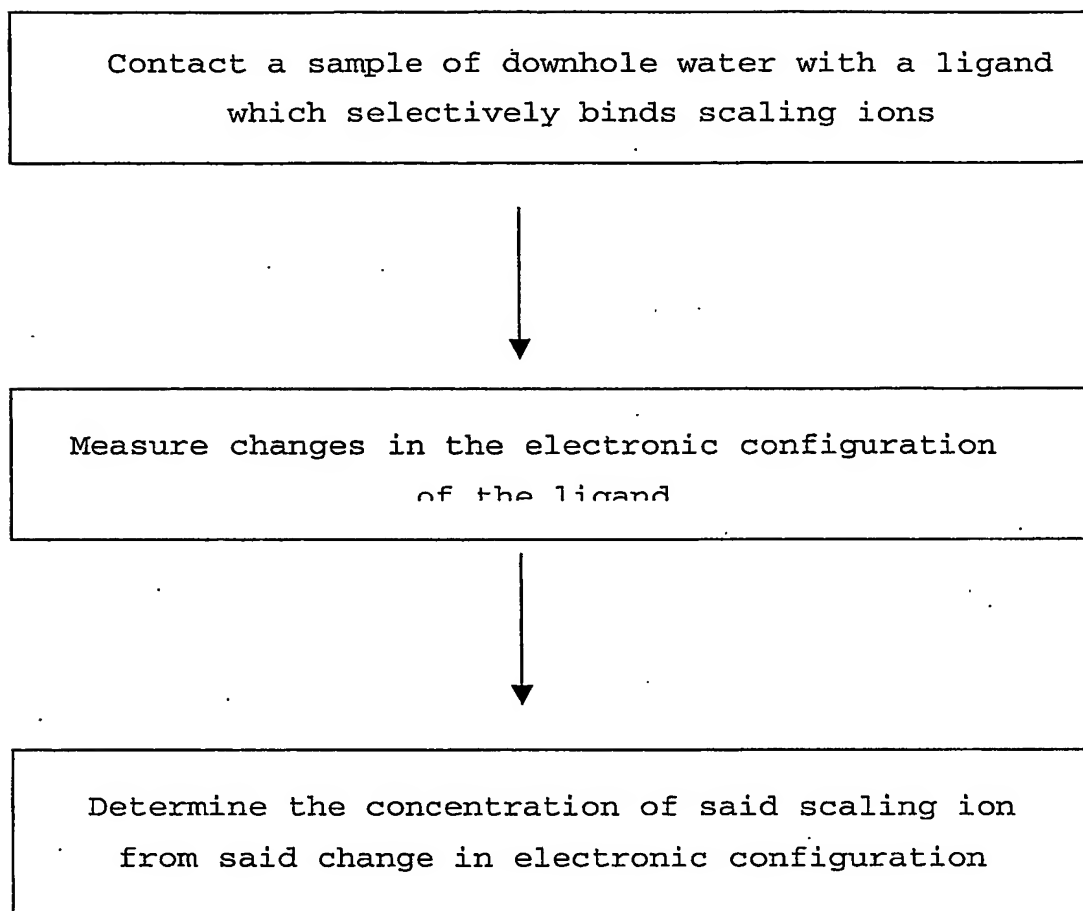 Contact a sample of downhole water with a ligand
which selectively binds scaling ions
Measure changes in the electronic configuration
of the ligand
Determine the concentration of said scaling ion
from said change in electronic configuration